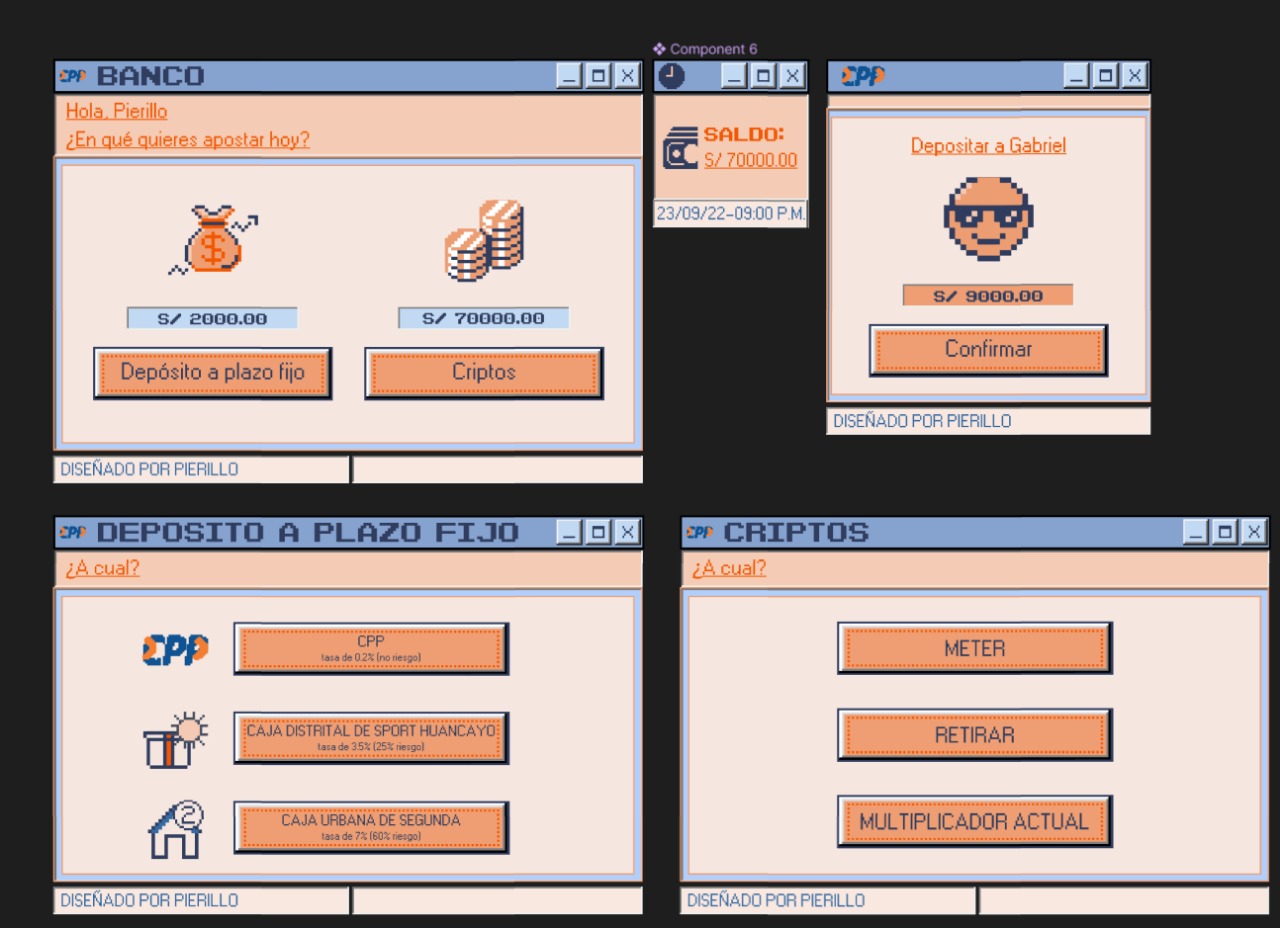 Component 6
CPP BANCO
Hola, Pierillo
¿En qué quieres apostar hoy?
S/ 2000.00
S/ 70000.00
Depósito a plazo fijo
Criptos
DISEÑADO POR PIERILLO
SALDO:
S/ 70000.00
23/09/22-09:00 P.M.
CPP
Depositar a Gabriel
S/ 9000.00
Confirmar
DISEÑADO POR PIERILLO
CPP DEPOSITO A PLAZO FIJO
¿A cual?
CPP
CPP
tasa de 0.2% (no riesgo)
CAJA DISTRITAL DE SPORT HUANCAYO
tasa de 3.5% (25% riesgo)
2
CAJA URBANA DE SEGUNDA
tasa de 7% (60% riesgo)
DISEÑADO POR PIERILLO
CPP CRIPTOS
¿A cual?
METER
RETIRAR
MULTIPLICADOR ACTUAL
DISEÑADO POR PIERILLO